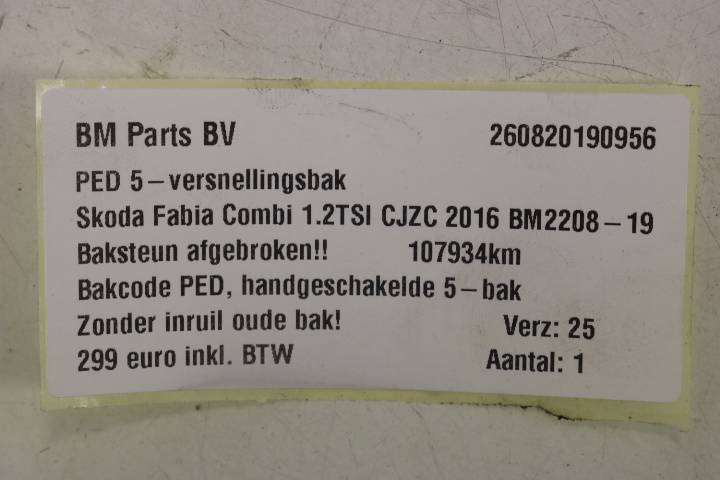 BM Parts BV 260820190956
PED 5-versnellingsbak
Skoda Fabia Combi 1.2TSI CJZC 2016 BM2208-19
Baksteun afgebroken!! 107934km
Bakcode PED, handgeschakelde 5-bak
Zonder inruil oude bak! Verz: 25
299 euro inkl. BTW Aantal: 1